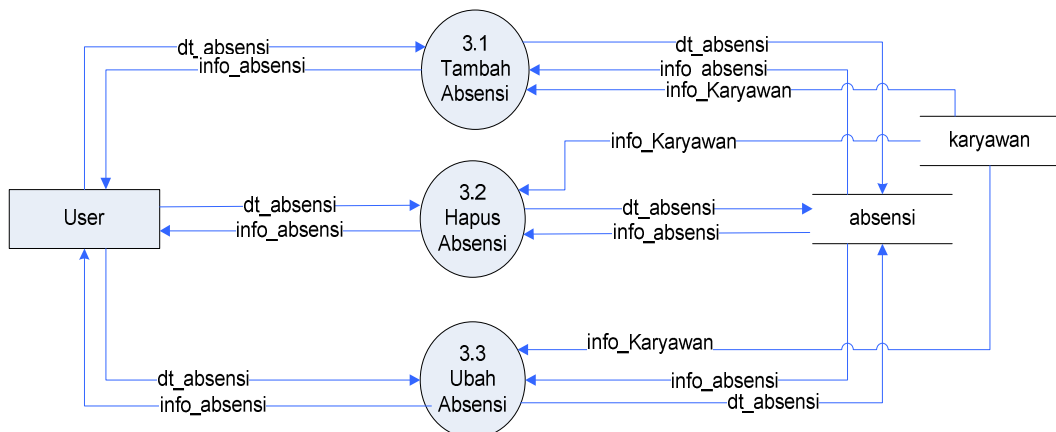 3.1
Tambah
Absensi
dt_absensi
info_absensi
dt_absensi
info_absensi
info_Karyawan
info_Karyawan
karyawan
User
dt_absensi
info_absensi
3.2
Hapus
Absensi
dt_absensi
info_absensi
absensi
3.3
Ubah
Absensi
info_Karyawan
dt_absensi
info_absensi
info_absensi
dt_absensi